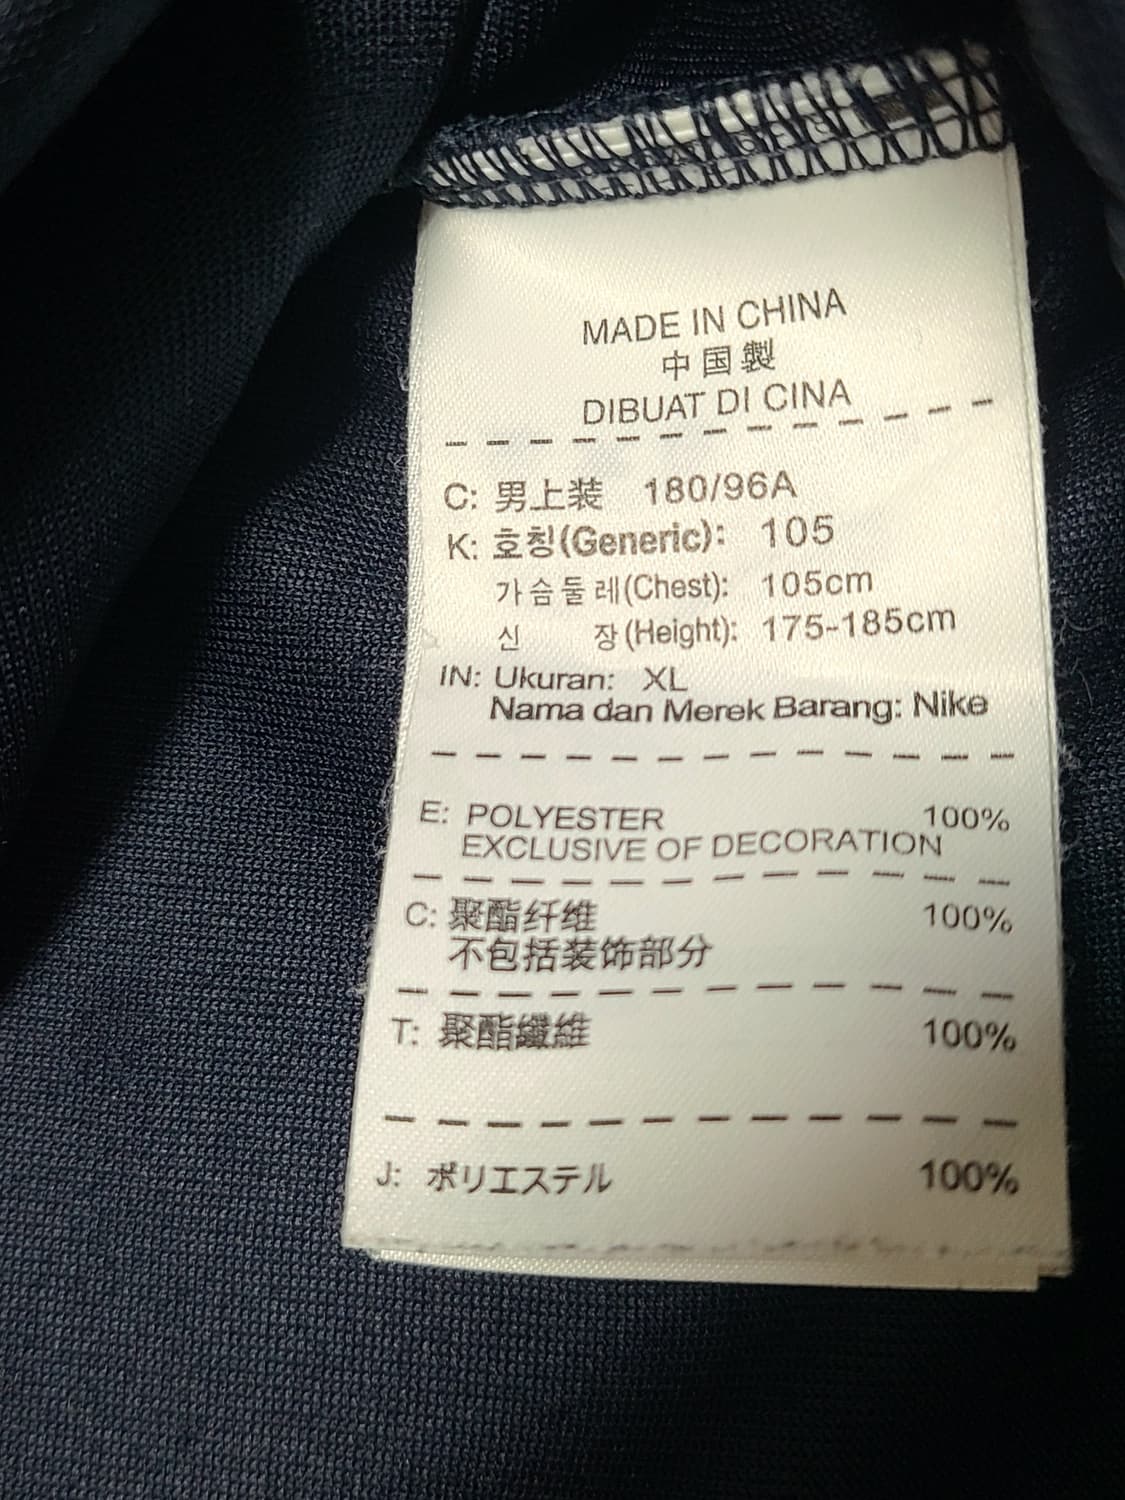 MADE IN CHINA
中国製
DIBUAT DI CINA
C: 男上装 180/96A
K: 호칭(Generic): 105
가슴둘레(Chest): 105cm
신 장(Height): 175-185cm
IN: Ukuran: XL
Nama dan Merek Barang: Nike
E: POLYESTER 100%
EXCLUSIVE OF DECORATION
C: 聚酯纤维 100%
不包括装饰部分
T: 聚酯纖維 100%
J: ポリエステル 100%